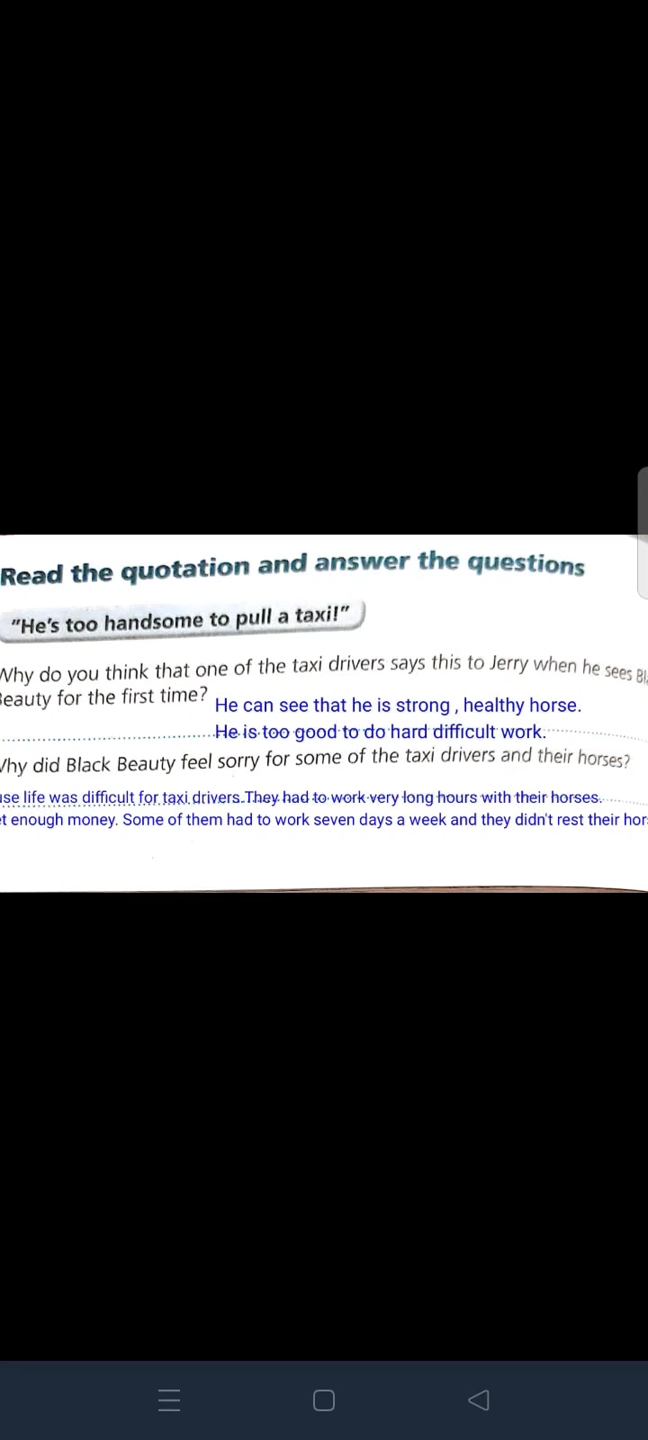 Read the quotation and answer the questions
"He's too handsome to pull a taxi!"
Why do you think that one of the taxi drivers says this to Jerry when he sees
Beauty for the first time? He can see that he is strong , healthy horse.
He is too good to do hard difficult work.
Why did Black Beauty feel sorry for some of the taxi drivers and their horses?
life was difficult for taxi drivers.They had to work very long hours with their horses.
enough money. Some of them had to work seven days a week and they didn't rest their